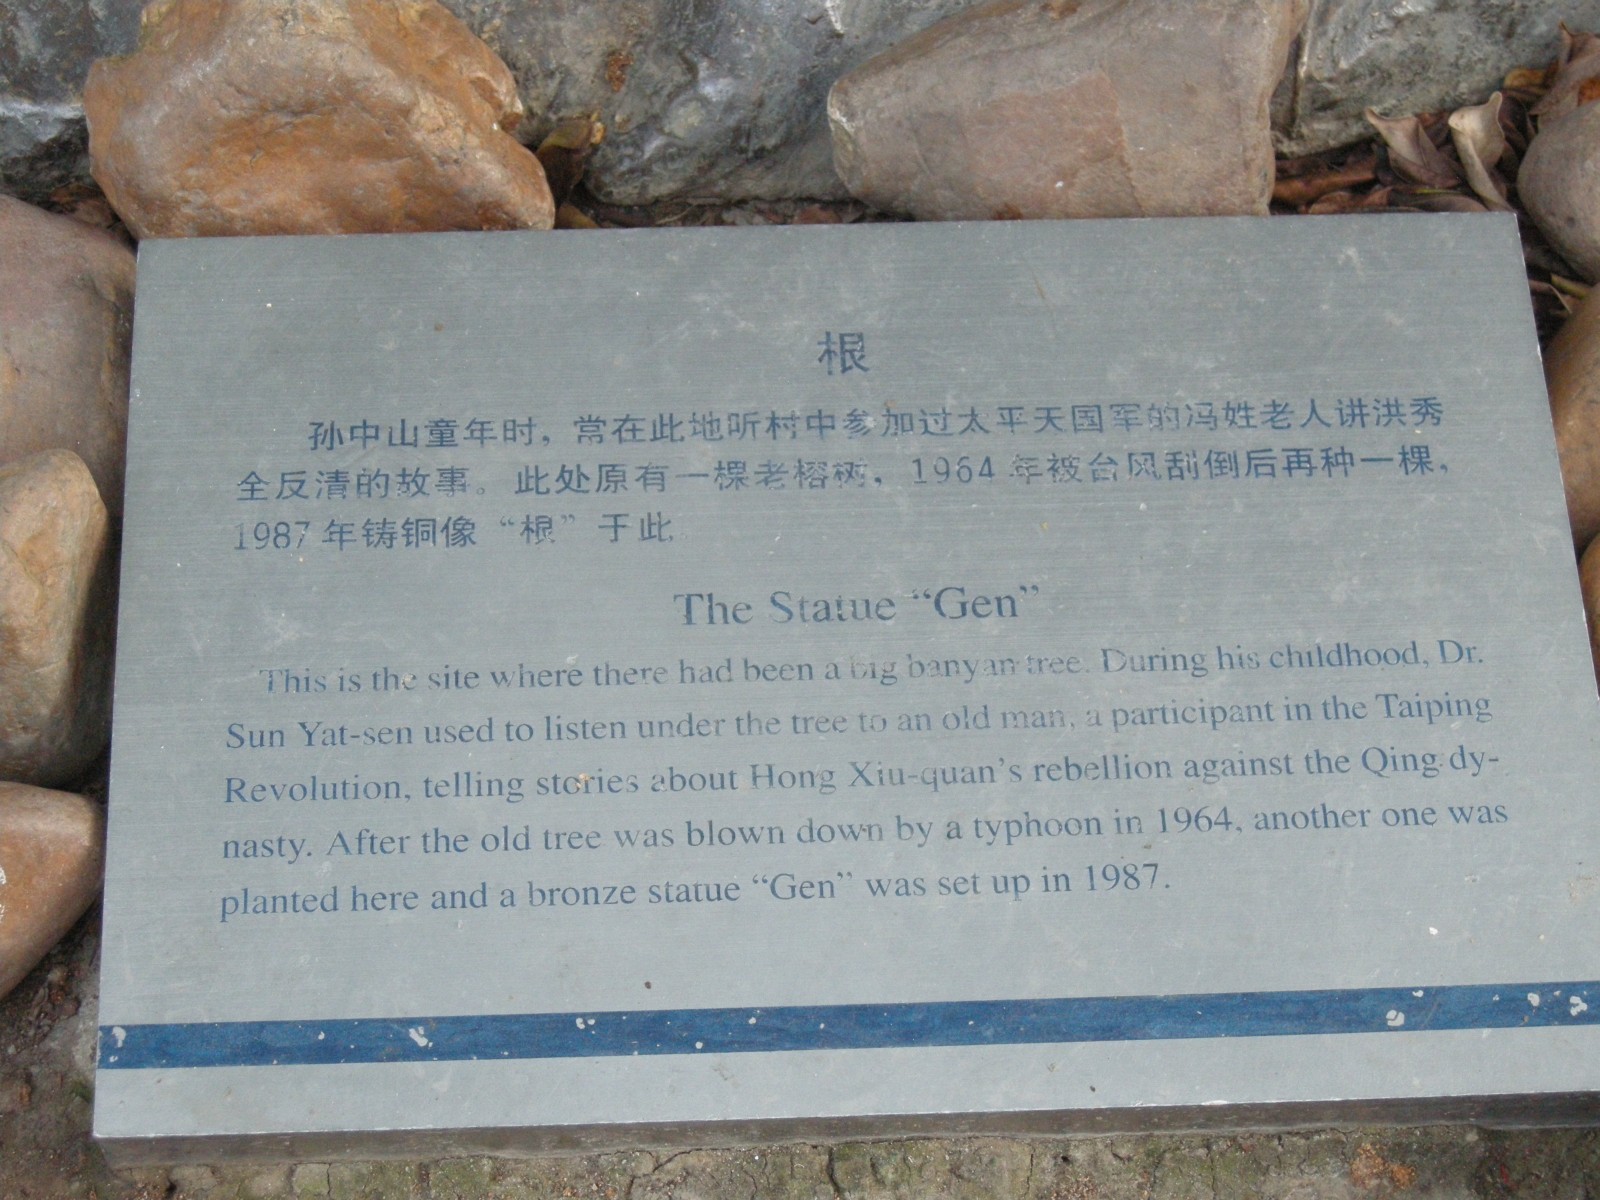 根
孙中山童年时，常在此地听村中参加过太平天国军的冯姓老人讲洪秀
全反清的故事。此处原有一棵老榕树，1964 年被台风刮倒后再种一棵，
1987 年铸铜像 “根” 于此。
The Statue “Gen”
This is the site where there had been a big banyan tree. During his childhood, Dr.
Sun Yat-sen used to listen under the tree to an old man, a participant in the Taiping
Revolution, telling stories about Hong Xiu-quan’s rebellion against the Qing dy-
nasty. After the old tree was blown down by a typhoon in 1964, another one was
planted here and a bronze statue “Gen” was set up in 1987.